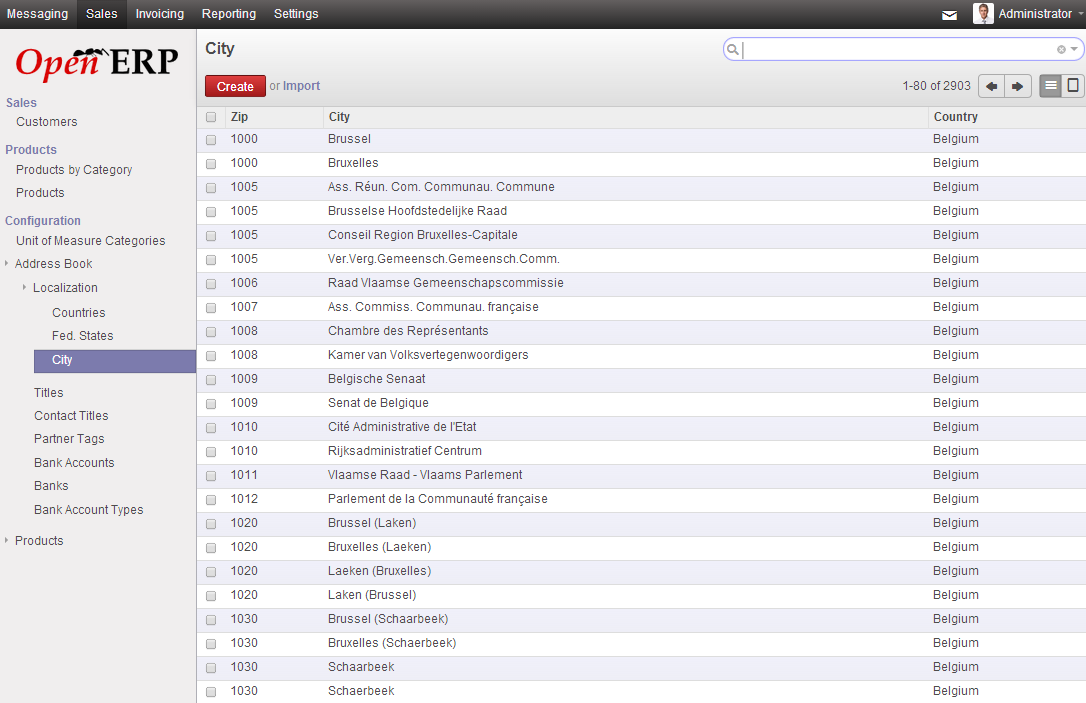 Messaging Sales Invoicing Reporting Settings Administrator
Open ERP
Sales
Customers
Products
Products by Category
Products
Configuration
Unit of Measure Categories
Address Book
Localization
Countries
Fed. States
City
Titles
Contact Titles
Partner Tags
Bank Accounts
Banks
Bank Account Types
Products
City
Create or Import 1-80 of 2903
Zip City Country
1000 Brussel Belgium
1000 Bruxelles Belgium
1005 Ass. Réun. Com. Communau. Commune Belgium
1005 Brusselse Hoofdstedelijke Raad Belgium
1005 Conseil Region Bruxelles-Capitale Belgium
1005 Ver.Verg.Gemeensch.Gemeensch.Comm. Belgium
1006 Raad Vlaamse Gemeenschapscommissie Belgium
1007 Ass. Commiss. Communau. française Belgium
1008 Chambre des Représentants Belgium
1008 Kamer van Volksvertegenwoordigers Belgium
1009 Belgische Senaat Belgium
1009 Senat de Belgique Belgium
1010 Cité Administrative de l'Etat Belgium
1010 Rijksadministratief Centrum Belgium
1011 Vlaamse Raad - Vlaams Parlement Belgium
1012 Parlement de la Communauté française Belgium
1020 Brussel (Laken) Belgium
1020 Bruxelles (Laeken) Belgium
1020 Laeken (Bruxelles) Belgium
1020 Laken (Brussel) Belgium
1030 Brussel (Schaarbeek) Belgium
1030 Bruxelles (Schaerbeek) Belgium
1030 Schaarbeek Belgium
1030 Schaerbeek Belgium